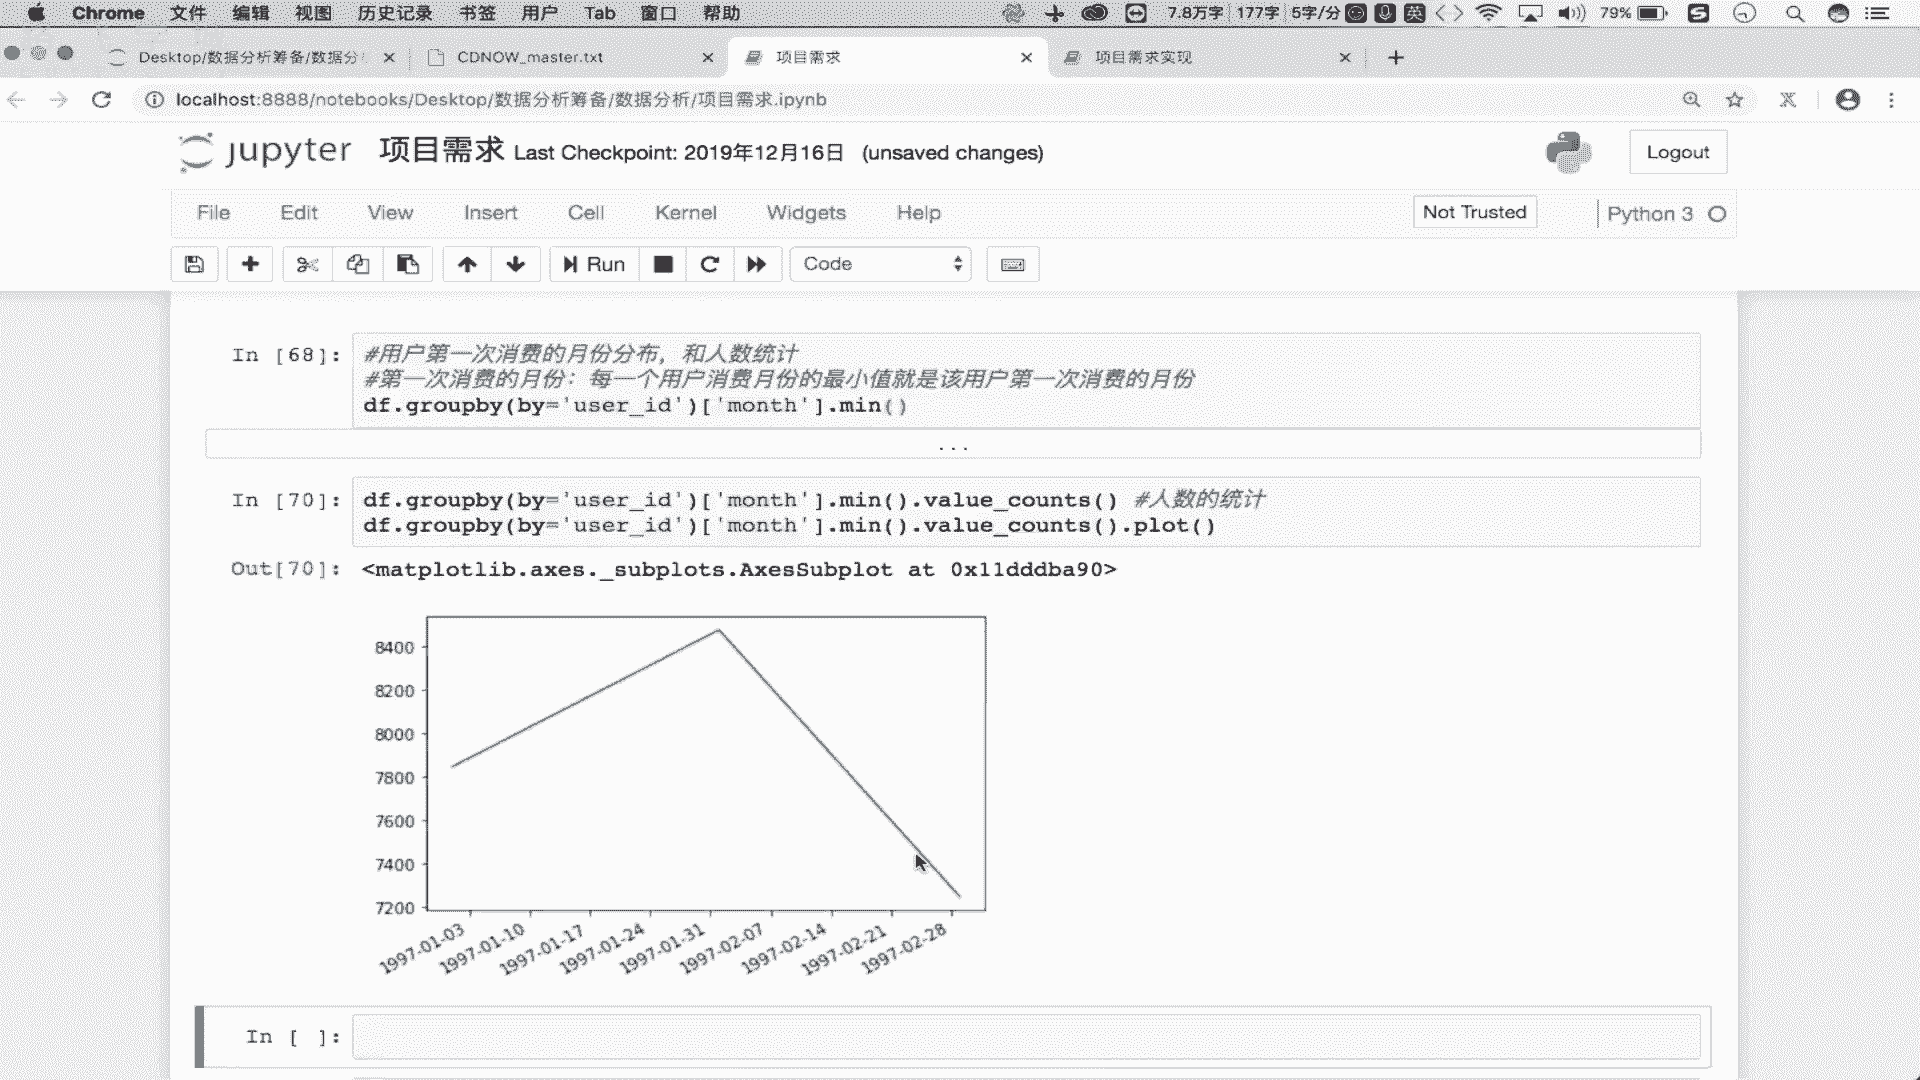 Chrome 文件 编辑 视图 历史记录 书签 用户 Tab 窗口 帮助 7.8万字 177字 5字/分 英 79%
Desktop/数据分析筹备/数据分 CDNOW_master.txt 项目需求 项目需求实现
localhost:8888/notebooks/Desktop/数据分析筹备/数据分析/项目需求.ipynb
jupyter 项目需求 Last Checkpoint: 2019年12月16日 (unsaved changes) Logout
File Edit View Insert Cell Kernel Widgets Help Not Trusted Python 3
Run Code
In [68]: #用户第一次消费的月份分布，和人数统计
#第一次消费的月份：每一个用户消费月份的最小值就是该用户第一次消费的月份
df.groupby(by='user_id')['month'].min()
...
In [70]: df.groupby(by='user_id')['month'].min().value_counts() #人数的统计
df.groupby(by='user_id')['month'].min().value_counts().plot()
Out[70]: <matplotlib.axes._subplots.AxesSubplot at 0x11dddba90>
8400
8200
8000
7800
7600
7400
7200
1997-01-03 1997-01-10 1997-01-17 1997-01-24 1997-01-31 1997-02-07 1997-02-14 1997-02-21 1997-02-28
In [ ]: